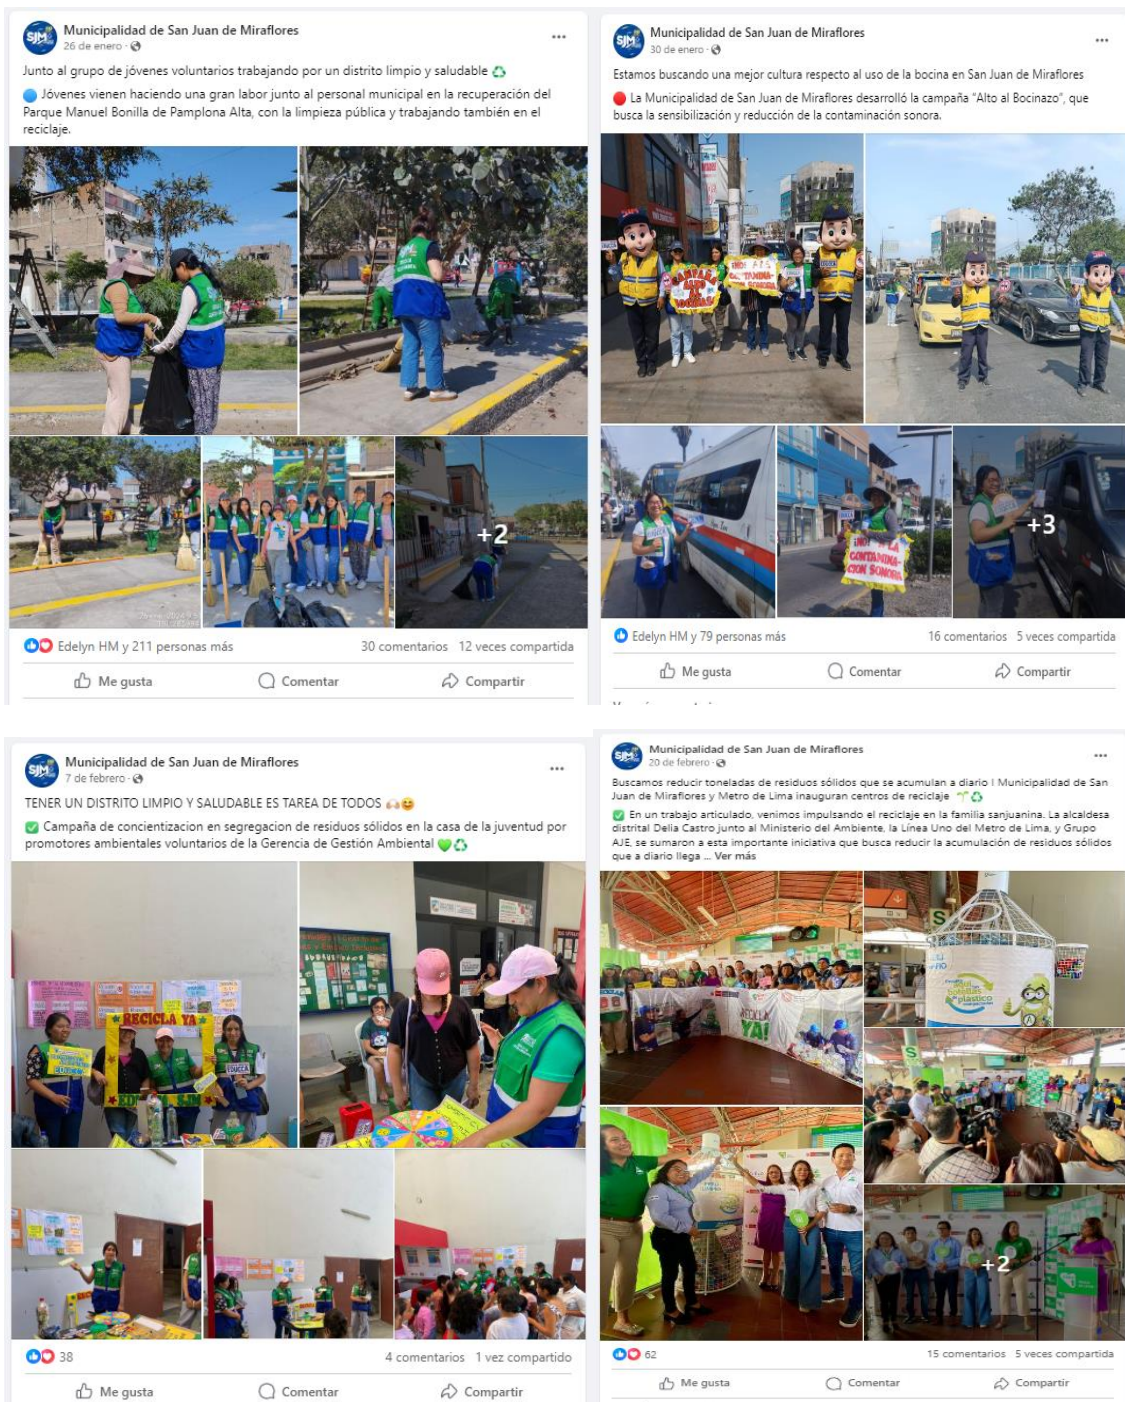 SJM
Municipalidad de San Juan de Miraflores
26 de enero ·
Junto al grupo de jóvenes voluntarios trabajando por un distrito limpio y saludable
Jóvenes vienen haciendo una gran labor junto al personal municipal en la recuperación del
Parque Manuel Bonilla de Pamplona Alta, con la limpieza pública y trabajando también en el
reciclaje.
+2
Edelyn HM y 211 personas más
30 comentarios 12 veces compartida
Me gusta
Comentar
Compartir
SJM
Municipalidad de San Juan de Miraflores
30 de enero ·
Estamos buscando una mejor cultura respecto al uso de la bocina en San Juan de Miraflores
La Municipalidad de San Juan de Miraflores desarrolló la campaña “Alto al Bocinazo”, que
busca la sensibilización y reducción de la contaminación sonora.
CAMPAÑA
¡NO! A LA
CONTAMINA-
CION SONORA
+3
Edelyn HM y 79 personas más
16 comentarios 5 veces compartida
Me gusta
Comentar
Compartir
SJM
Municipalidad de San Juan de Miraflores
7 de febrero ·
TENER UN DISTRITO LIMPIO Y SALUDABLE ES TAREA DE TODOS
Campaña de concientizacion en segregacion de residuos sólidos en la casa de la juventud por
promotores ambientales voluntarios de la Gerencia de Gestión Ambiental
RECICLA YA
EDUCCA
EDUCCA SJM
38
4 comentarios 1 vez compartido
Me gusta
Comentar
Compartir
SJM
Municipalidad de San Juan de Miraflores
20 de febrero ·
Buscamos reducir toneladas de residuos sólidos que se acumulan a diario I Municipalidad de San
Juan de Miraflores y Metro de Lima inauguran centros de reciclaje
En un trabajo articulado, venimos impulsando el reciclaje en la familia sanjuanina. La alcaldesa
distrital Delia Castro junto al Ministerio del Ambiente, la Línea Uno del Metro de Lima, y Grupo
AJE, se sumaron a esta importante iniciativa que busca reducir la acumulación de residuos sólidos
que a diario llega ... Ver más
RECICLA
YA!
S
botellas
plástico
S
+2
62
15 comentarios 5 veces compartida
Me gusta
Comentar
Compartir